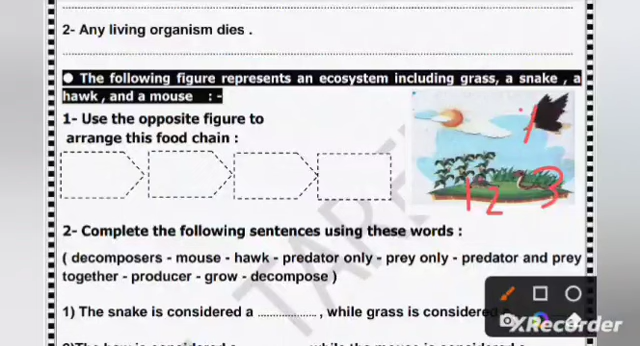 2- Any living organism dies .
● The following figure represents an ecosystem including grass, a snake , a
hawk , and a mouse : -
1- Use the opposite figure to
arrange this food chain :
1 2 3
2- Complete the following sentences using these words :
( decomposers - mouse - hawk - predator only - prey only - predator and prey
together - producer - grow - decompose )
1) The snake is considered a .................. , while grass is considered
XRecorder